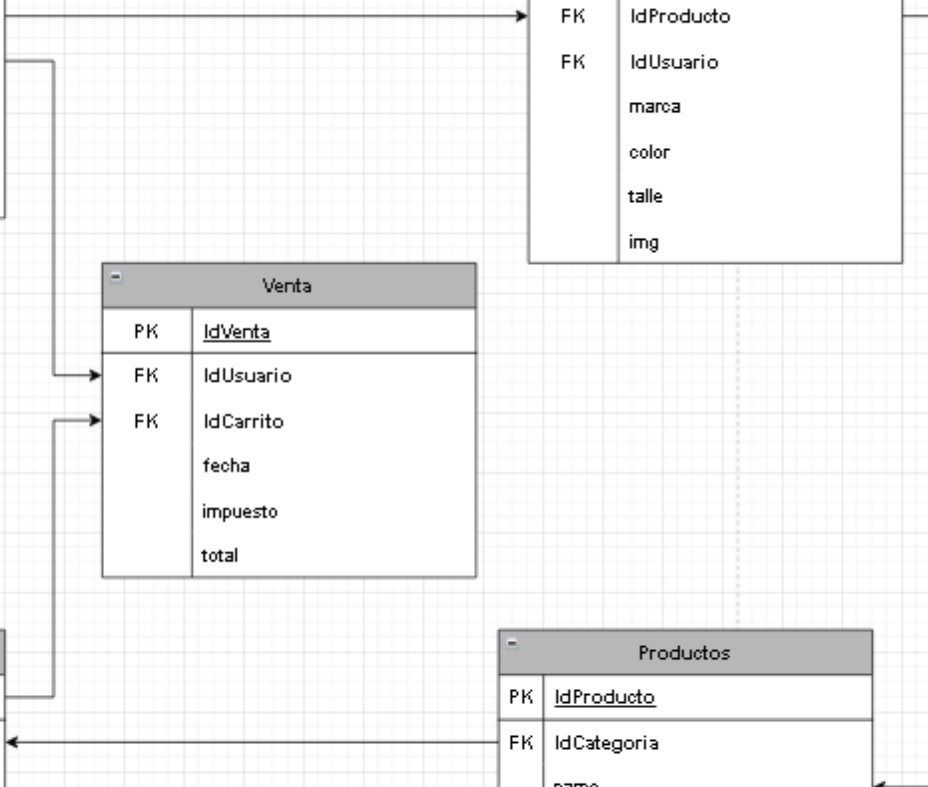 FK IdProducto
FK IdUsuario
marca
color
talle
img
Venta
PK IdVenta
FK IdUsuario
FK IdCarrito
fecha
impuesto
total
Productos
PK IdProducto
FK IdCategoria